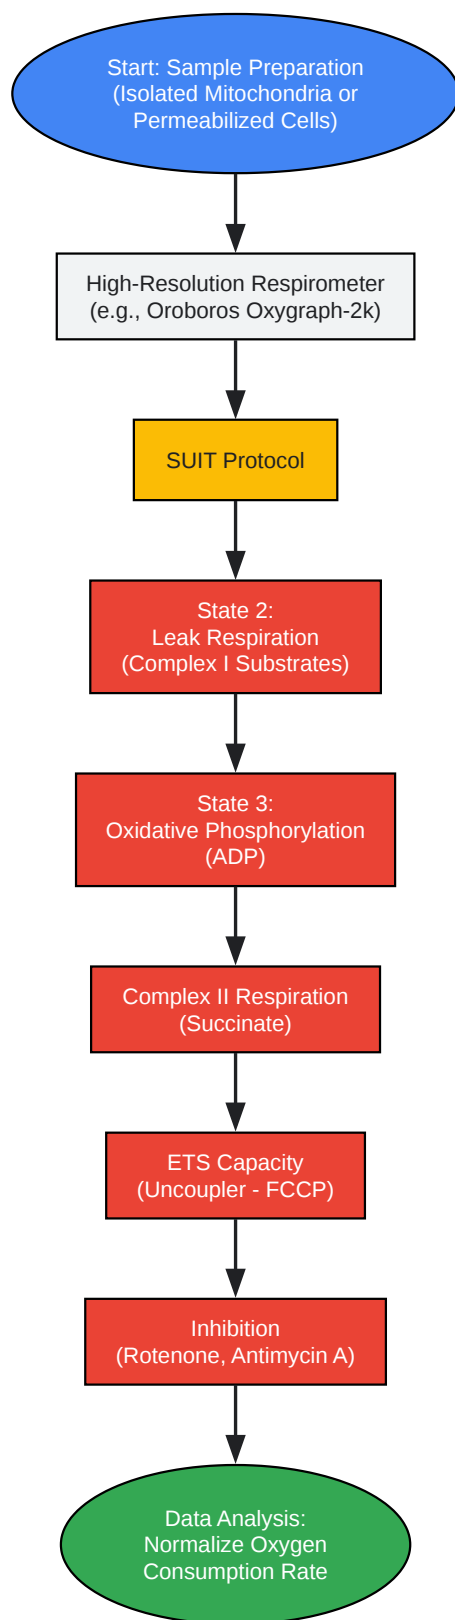 Start: Sample Preparation
(Isolated Mitochondria or
Permeabilized Cells)
High-Resolution Respirometer
(e.g., Oroboros Oxygraph-2k)
SUIT Protocol
State 2:
Leak Respiration
(Complex I Substrates)
State 3:
Oxidative Phosphorylation
(ADP)
Complex II Respiration
(Succinate)
ETS Capacity
(Uncoupler - FCCP)
Inhibition
(Rotenone, Antimycin A)
Data Analysis:
Normalize Oxygen
Consumption Rate